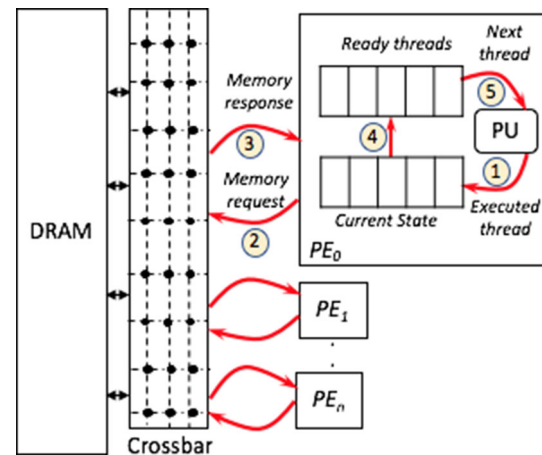 Ready threads
Next
thread
Memory
response
5
PU
3
4
1
Memory
request
2
Current State
Executed
thread
DRAM
PE0
PE1
PEn
Crossbar